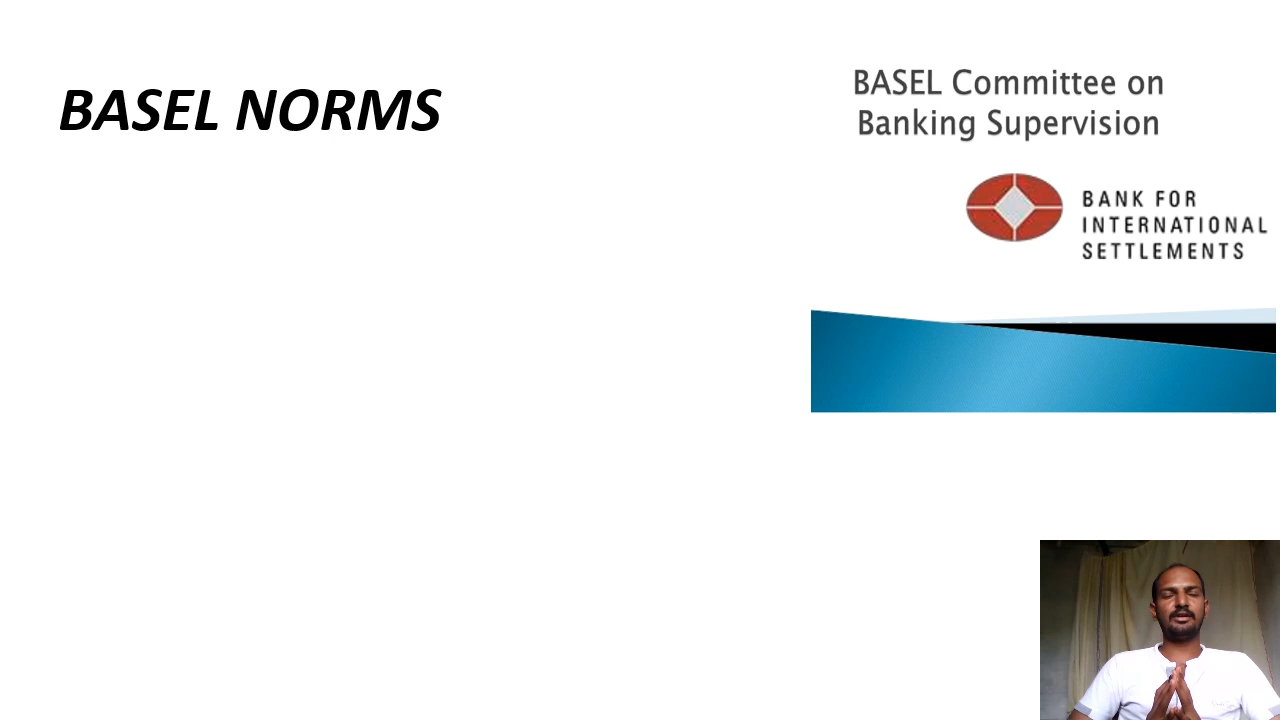 BASEL NORMS
BASEL Committee on
Banking Supervision
BANK FOR
INTERNATIONAL
SETTLEMENTS